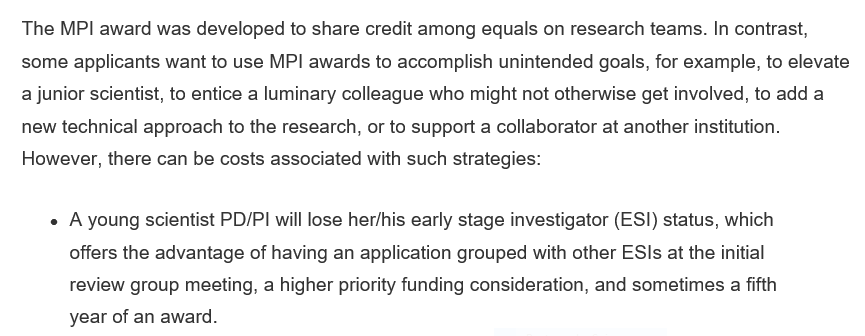 The MPI award was developed to share credit among equals on research teams. In contrast,
some applicants want to use MPI awards to accomplish unintended goals, for example, to elevate
a junior scientist, to entice a luminary colleague who might not otherwise get involved, to add a
new technical approach to the research, or to support a collaborator at another institution.
However, there can be costs associated with such strategies:
• A young scientist PD/PI will lose her/his early stage investigator (ESI) status, which
offers the advantage of having an application grouped with other ESIs at the initial
review group meeting, a higher priority funding consideration, and sometimes a fifth
year of an award.